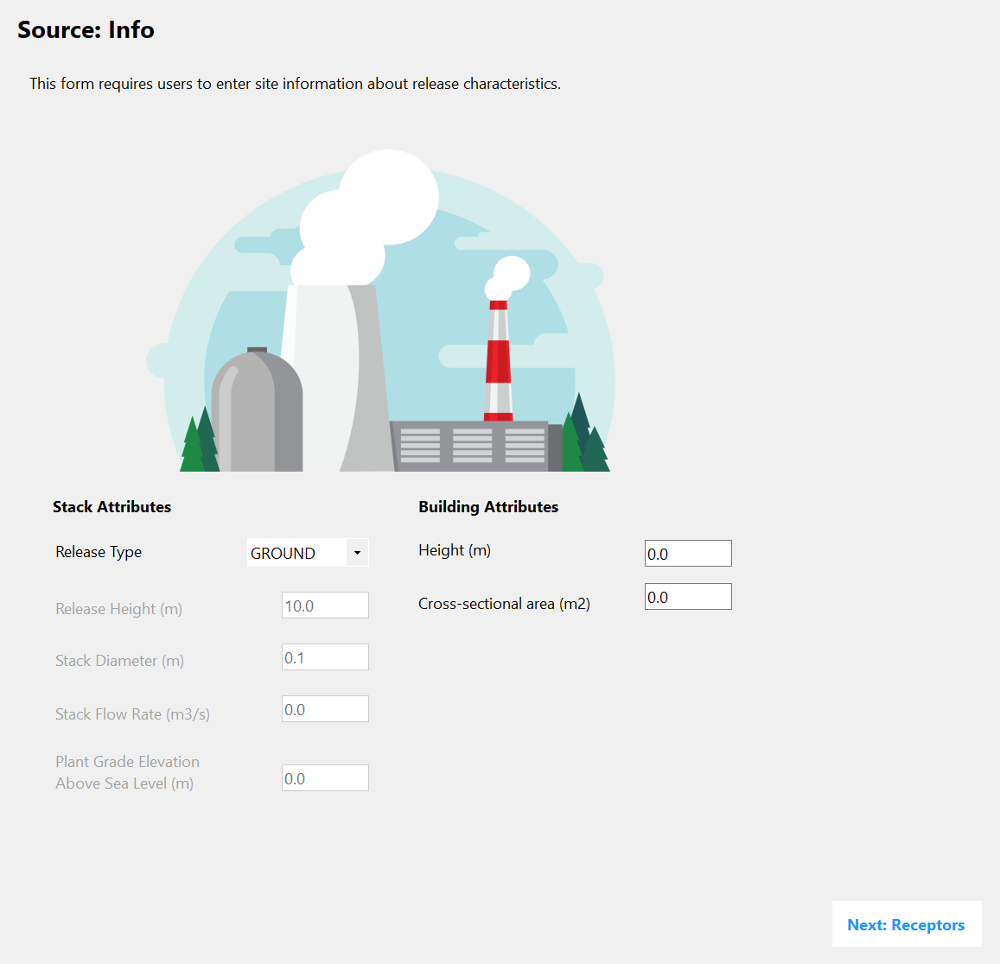 Source: Info
This form requires users to enter site information about release characteristics.
Stack Attributes
Building Attributes
Release Type
GROUND
Height (m)
0.0
Release Height (m)
10.0
Cross-sectional area (m2)
0.0
Stack Diameter (m)
0.1
Stack Flow Rate (m3/s)
0.0
Plant Grade Elevation
Above Sea Level (m)
0.0
Next: Receptors